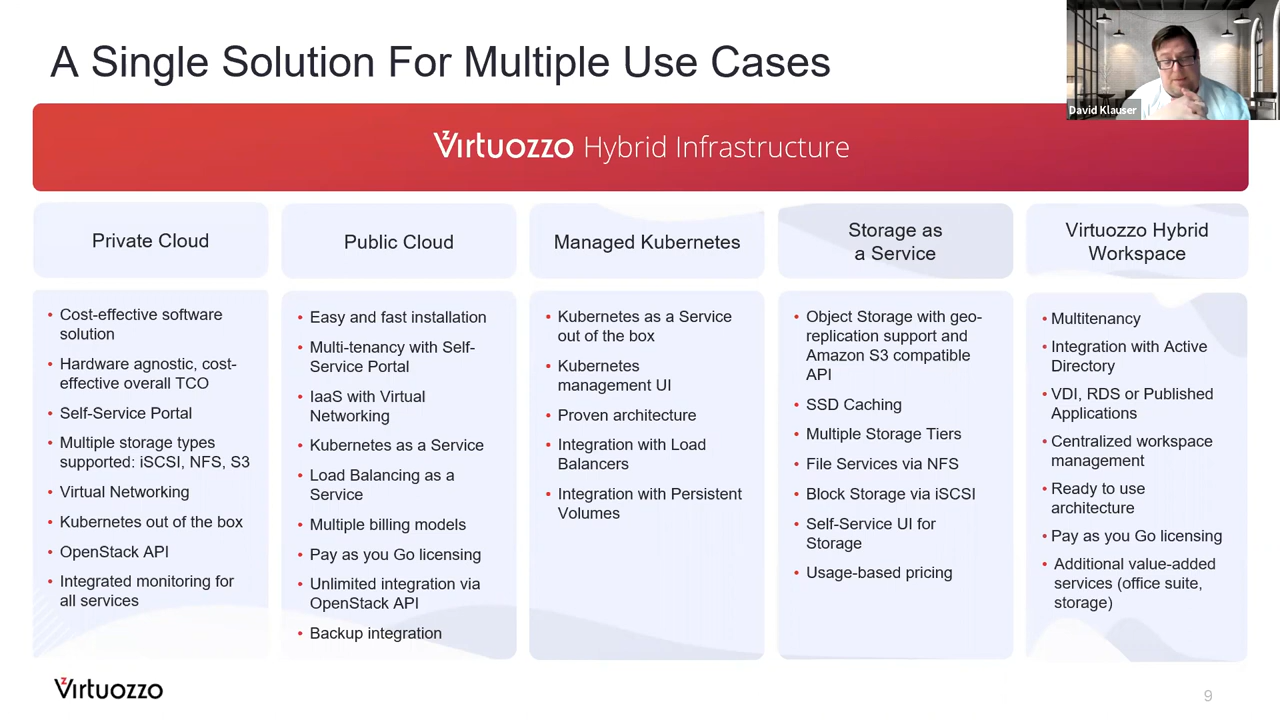 A Single Solution For Multiple Use Cases
David Klauser
Virtuozzo Hybrid Infrastructure
Private Cloud
• Cost-effective software
solution
• Hardware agnostic, cost-
effective overall TCO
• Self-Service Portal
• Multiple storage types
supported: iSCSI, NFS, S3
• Virtual Networking
• Kubernetes out of the box
• OpenStack API
• Integrated monitoring for
all services
Public Cloud
• Easy and fast installation
• Multi-tenancy with Self-
Service Portal
• IaaS with Virtual
Networking
• Kubernetes as a Service
• Load Balancing as a
Service
• Multiple billing models
• Pay as you Go licensing
• Unlimited integration via
OpenStack API
• Backup integration
Managed Kubernetes
• Kubernetes as a Service
out of the box
• Kubernetes
management UI
• Proven architecture
• Integration with Load
Balancers
• Integration with Persistent
Volumes
Storage as
a Service
• Object Storage with geo-
replication support and
Amazon S3 compatible
API
• SSD Caching
• Multiple Storage Tiers
• File Services via NFS
• Block Storage via iSCSI
• Self-Service UI for
Storage
• Usage-based pricing
Virtuozzo Hybrid
Workspace
• Multitenancy
• Integration with Active
Directory
• VDI, RDS or Published
Applications
• Centralized workspace
management
• Ready to use
architecture
• Pay as you Go licensing
• Additional value-added
services (office suite,
storage)
Virtuozzo
9